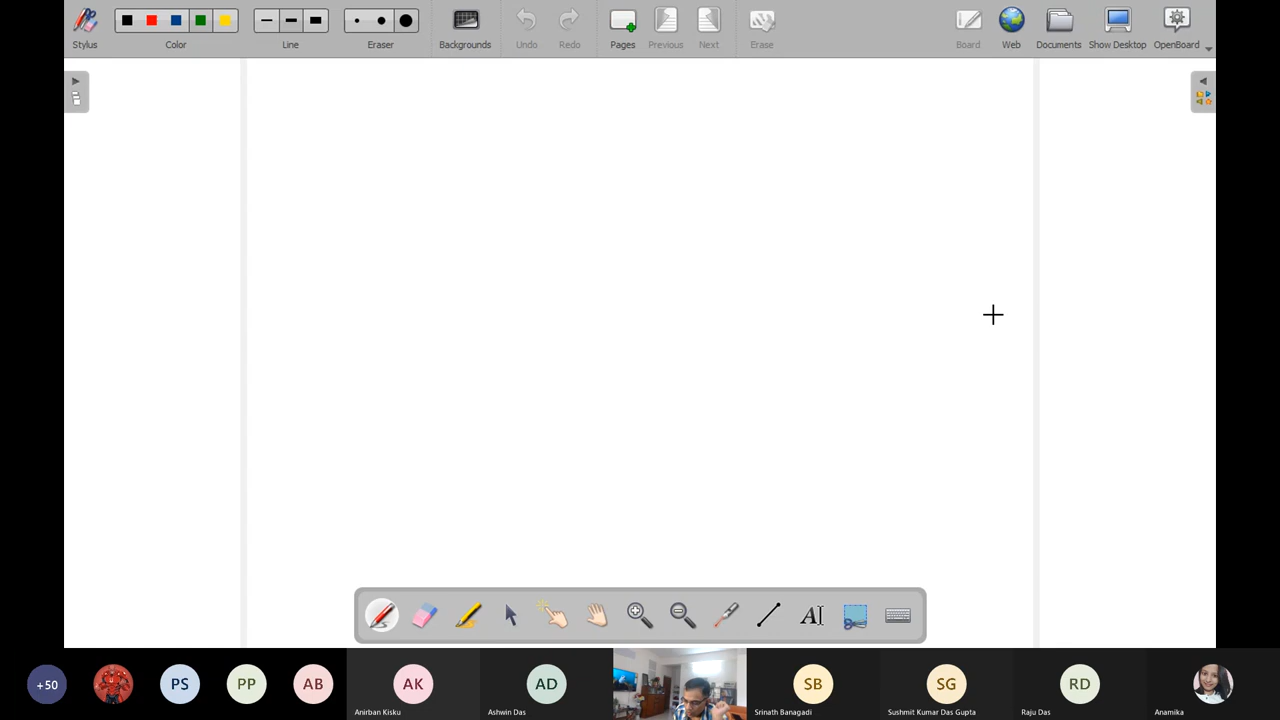 Stylus Color Line Eraser Backgrounds Undo Redo Pages Previous Next Erase Board Web Documents Show Desktop OpenBoard
AI
+50 PS PP AB AK AD SB SG RD
Anirban Kisku Ashwin Das Srinath Banagadi Sushmit Kumar Das Gupta Raju Das Anamika